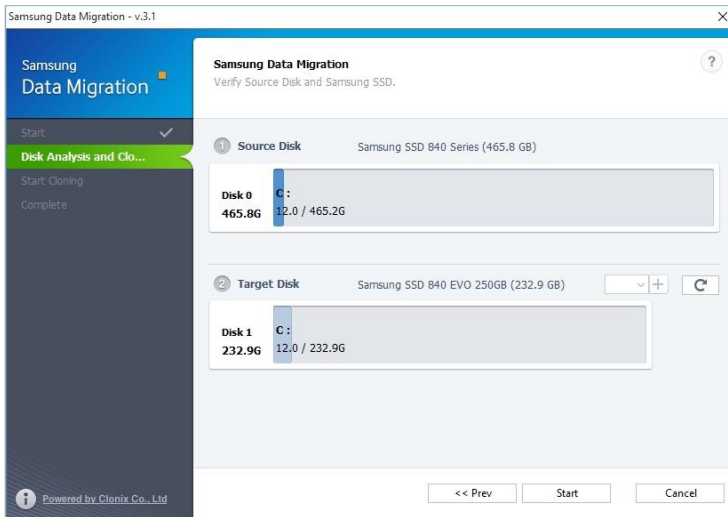 Samsung Data Migration - v.3.1
Samsung
Data Migration
Samsung Data Migration
Verify Source Disk and Samsung SSD.
?
Start
Disk Analysis and Clo...
Start Cloning
Complete
1 Source Disk Samsung SSD 840 Series (465.8 GB)
Disk 0
465.8G
C :
12.0 / 465.2G
2 Target Disk Samsung SSD 840 EVO 250GB (232.9 GB)
Disk 1
232.9G
C :
12.0 / 232.9G
Powered by Clonix Co., Ltd
<< Prev Start Cancel